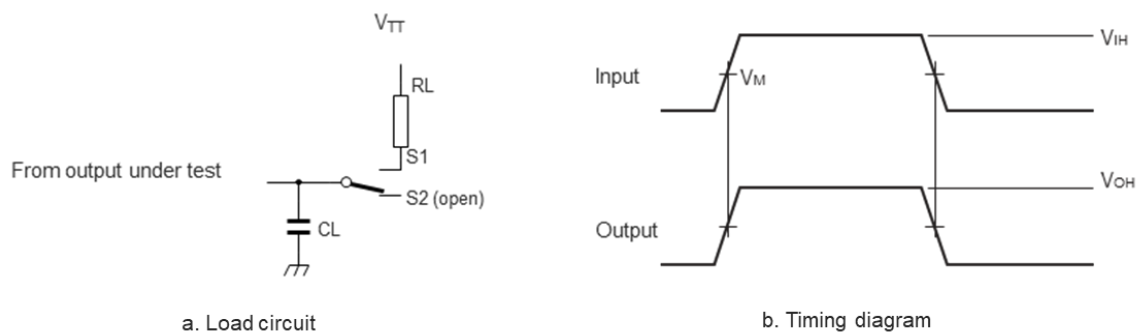 VTT
RL
S1
From output under test
S2 (open)
CL
a. Load circuit
VIH
Input
VM
VOH
Output
b. Timing diagram